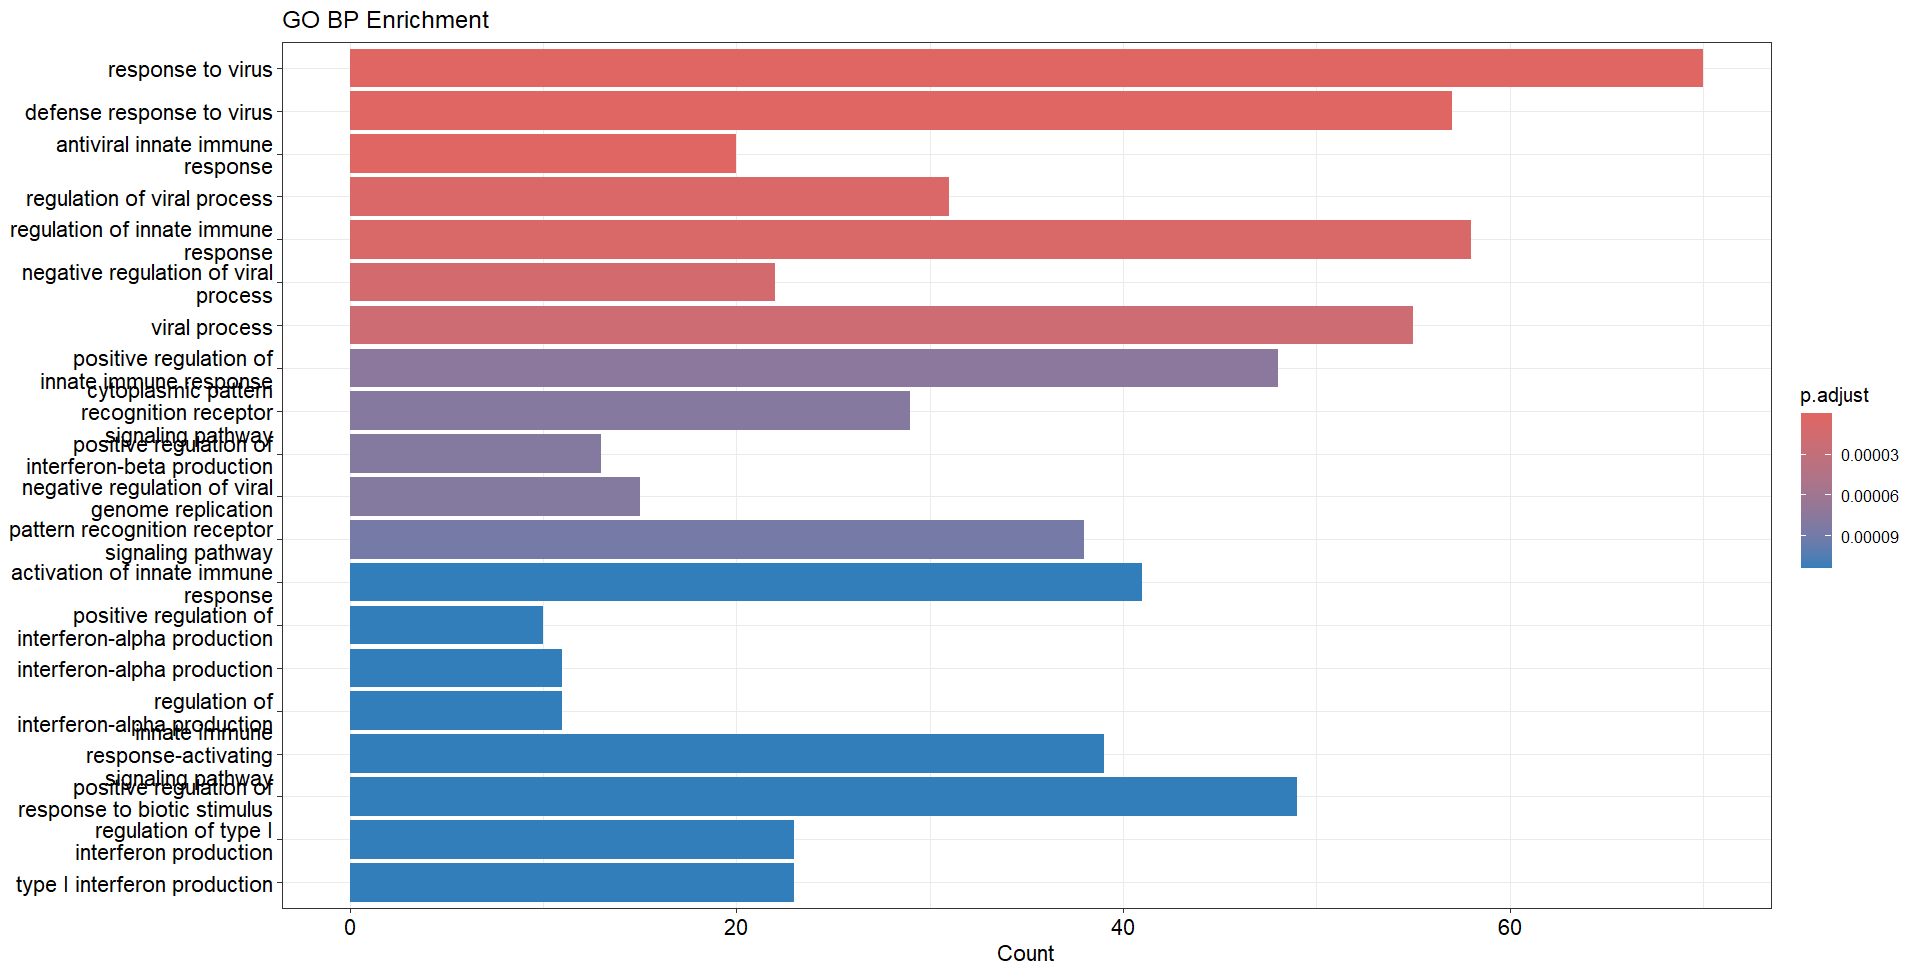 GO BP Enrichment
response to virus
defense response to virus
antiviral innate immune
response
regulation of viral process
regulation of innate immune
response
negative regulation of viral
process
viral process
positive regulation of
innate immune response
cytoplasmic pattern
recognition receptor
signaling pathway
positive regulation of
interferon-beta production
negative regulation of viral
genome replication
pattern recognition receptor
signaling pathway
activation of innate immune
response
positive regulation of
interferon-alpha production
interferon-alpha production
regulation of
interferon-alpha production
innate immune
response-activating
signaling pathway
positive regulation of
response to biotic stimulus
regulation of type I
interferon production
type I interferon production
0
20
40
60
Count
p.adjust
0.00003
0.00006
0.00009